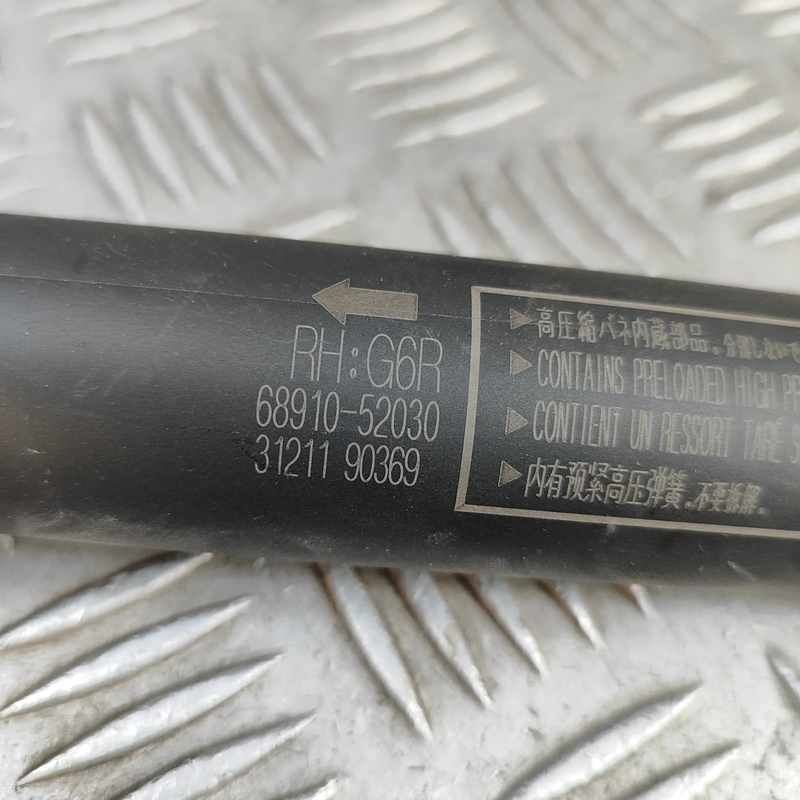 RH:G6R
68910-52030
31211 90369
▶高圧縮バネ内蔵部品。分解しないで
▶CONTAINS PRELOADED HIGH PR
▶CONTIENT UN RESSORT TARÉ S
▶内有预紧高压弹簧、不要拆解。